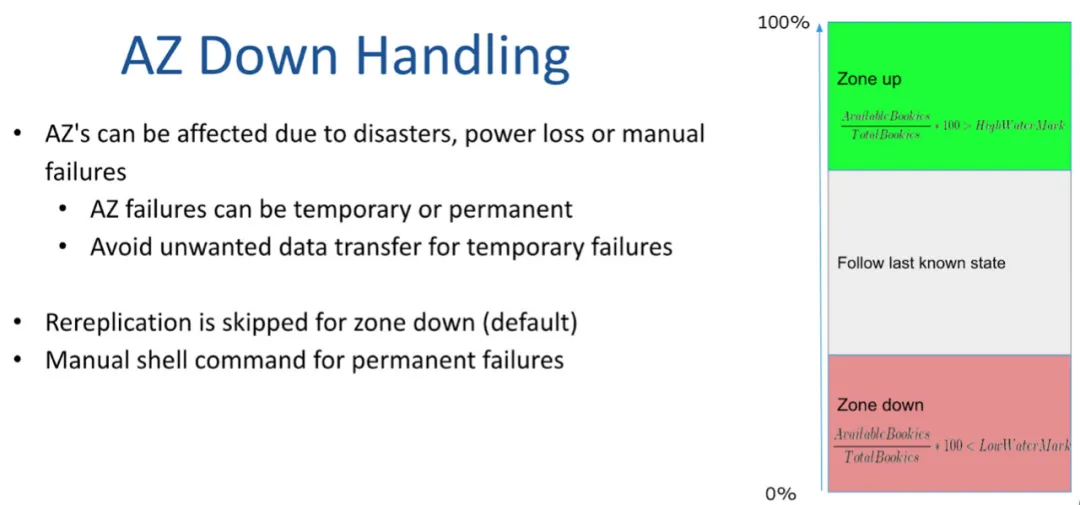 AZ Down Handling
• AZ's can be affected due to disasters, power loss or manual
failures
• AZ failures can be temporary or permanent
• Avoid unwanted data transfer for temporary failures
• Rereplication is skipped for zone down (default)
• Manual shell command for permanent failures
100%
Zone up
AvailableBookies
TotalBookies
* 100 > HighWaterMark
Follow last known state
Zone down
AvailableBookies
TotalBookies
* 100 < LowWaterMark
0%